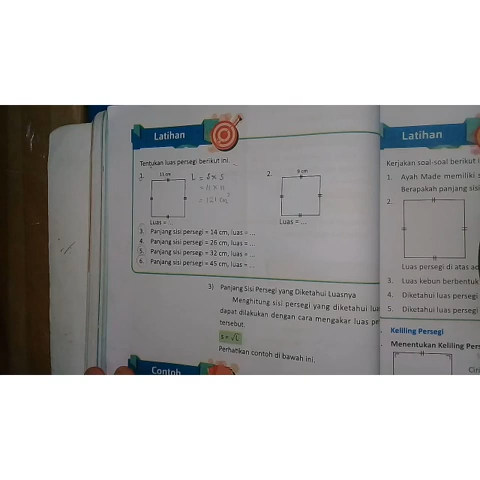 Latihan
Tentukan luas persegi berikut ini.
1.
11 cm
L = S x S
= 11 x 11
= 121 cm²
Luas = ...
2.
9 cm
Luas = ...
3. Panjang sisi persegi = 14 cm, luas = ...
4. Panjang sisi persegi = 26 cm, luas = ...
5. Panjang sisi persegi = 32 cm, luas = ...
6. Panjang sisi persegi = 45 cm, luas = ...
3) Panjang Sisi Persegi yang Diketahui Luasnya
Menghitung sisi persegi yang diketahui lua
dapat dilakukan dengan cara mengakar luas pe
tersebut.
s = √L
Perhatikan contoh di bawah ini.
Contoh
Latihan
Kerjakan soal-soal berikut
1. Ayah Made memiliki
Berapakah panjang sisi
2.
Luas persegi di atas ad
3. Luas kebun berbentuk
4. Diketahui luas persegi
5. Diketahui luas persegi
Keliling Persegi
Menentukan Keliling Pers
Ciri